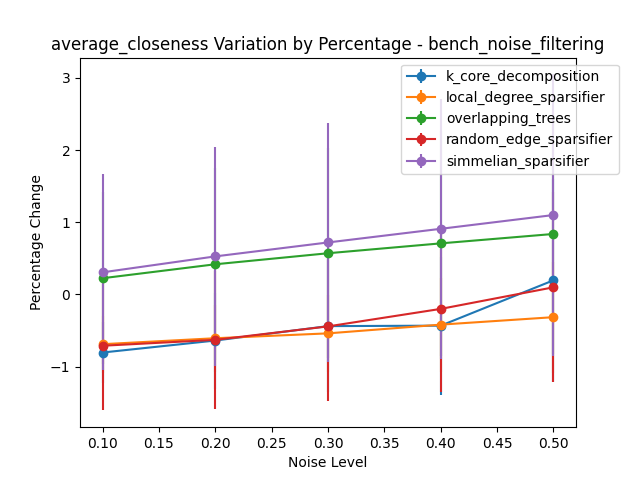 average_closeness Variation by Percentage - bench_noise_filtering
k_core_decomposition
local_degree_sparsifier
overlapping_trees
random_edge_sparsifier
simmelian_sparsifier
Percentage Change
3
2
1
0
−1
0.10 0.15 0.20 0.25 0.30 0.35 0.40 0.45 0.50
Noise Level